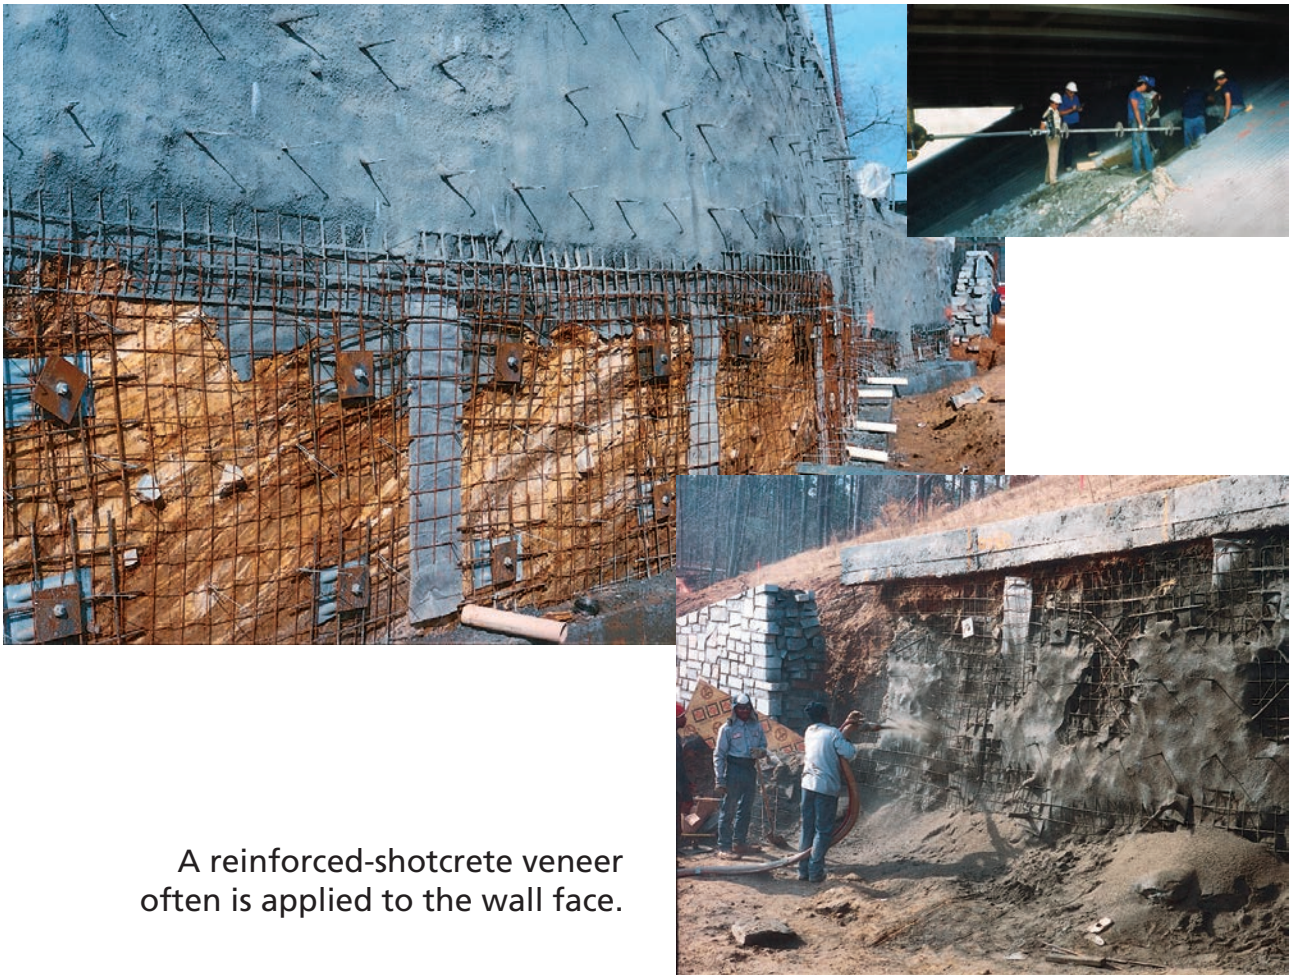 A reinforced-shotcrete veneer
often is applied to the wall face.